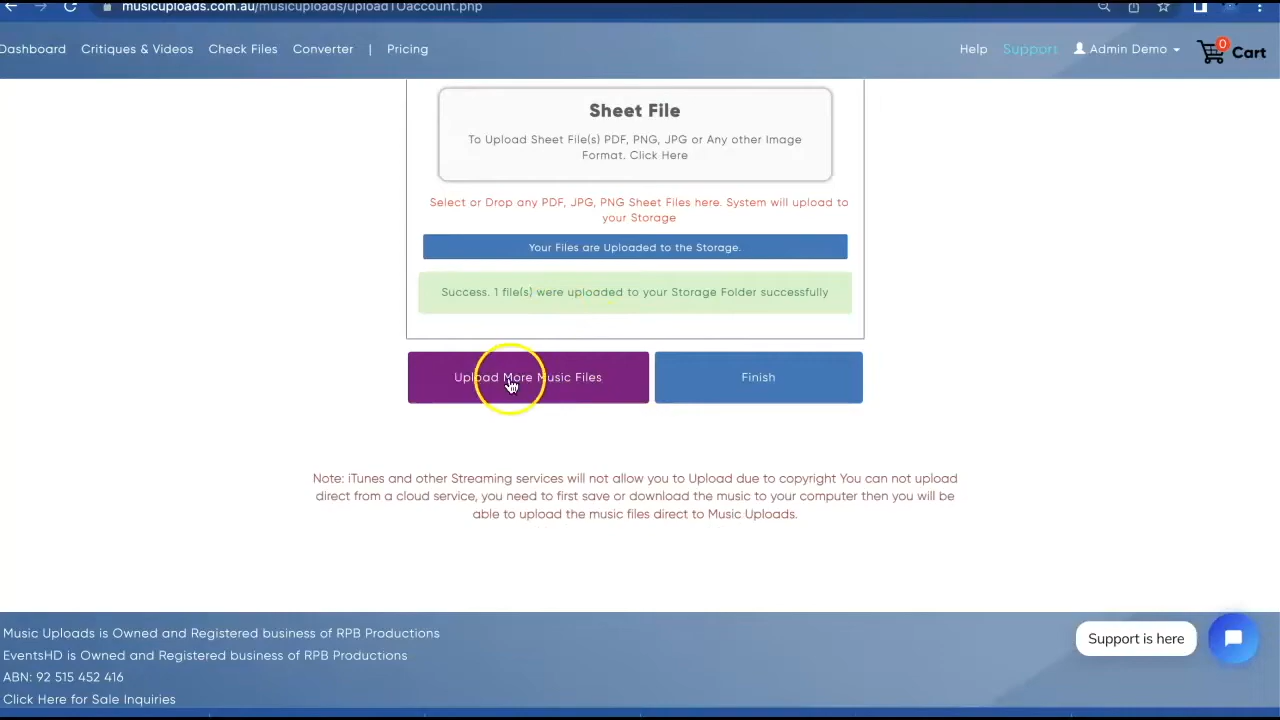 musicuploads.com.au/musicuploads/uploadTOaccount.php
Dashboard Critiques & Videos Check Files Converter | Pricing Help Support Admin Demo 0 Cart
Sheet File
To Upload Sheet File(s) PDF, PNG, JPG or Any other Image
Format. Click Here
Select or Drop any PDF, JPG, PNG Sheet Files here. System will upload to
your Storage
Your Files are Uploaded to the Storage.
Success. 1 file(s) were uploaded to your Storage Folder successfully
Upload More Music Files Finish
Note: iTunes and other Streaming services will not allow you to Upload due to copyright You can not upload
direct from a cloud service, you need to first save or download the music to your computer then you will be
able to upload the music files direct to Music Uploads.
Music Uploads is Owned and Registered business of RPB Productions
EventsHD is Owned and Registered business of RPB Productions
ABN: 92 515 452 416
Click Here for Sale Inquiries
Support is here